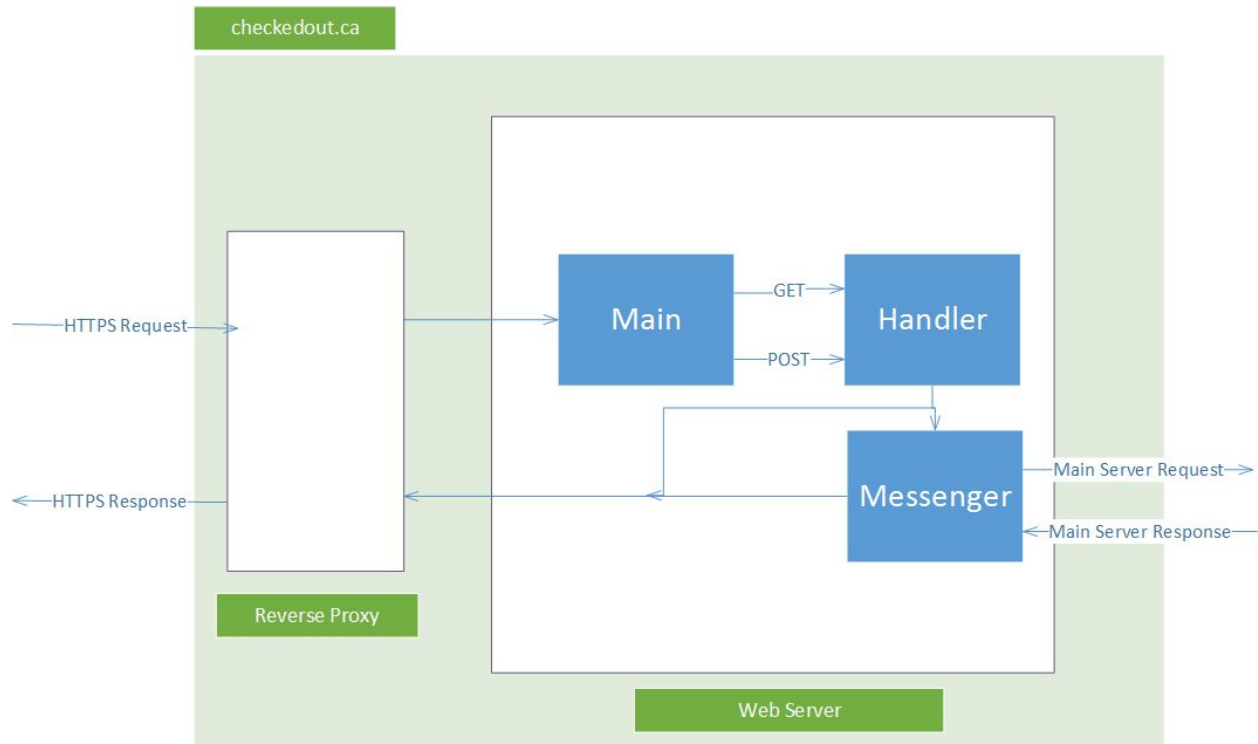 checkedout.ca
HTTPS Request
Main
GET
POST
Handler
Messenger
Main Server Request
Main Server Response
HTTPS Response
Reverse Proxy
Web Server